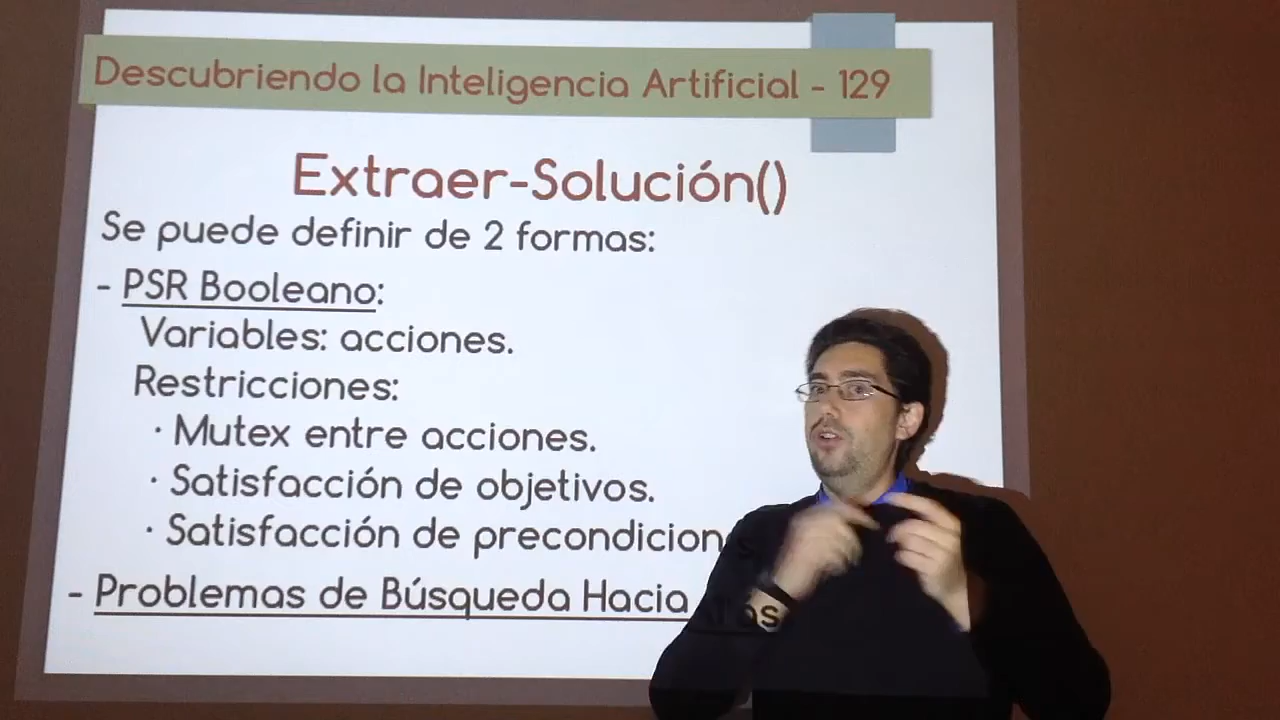 Descubriendo la Inteligencia Artificial - 129
Extraer-Solución()
Se puede definir de 2 formas:
- PSR Booleano:
Variables: acciones.
Restricciones:
· Mutex entre acciones.
· Satisfacción de objetivos.
· Satisfacción de
- Problemas de Búsqueda Hacia